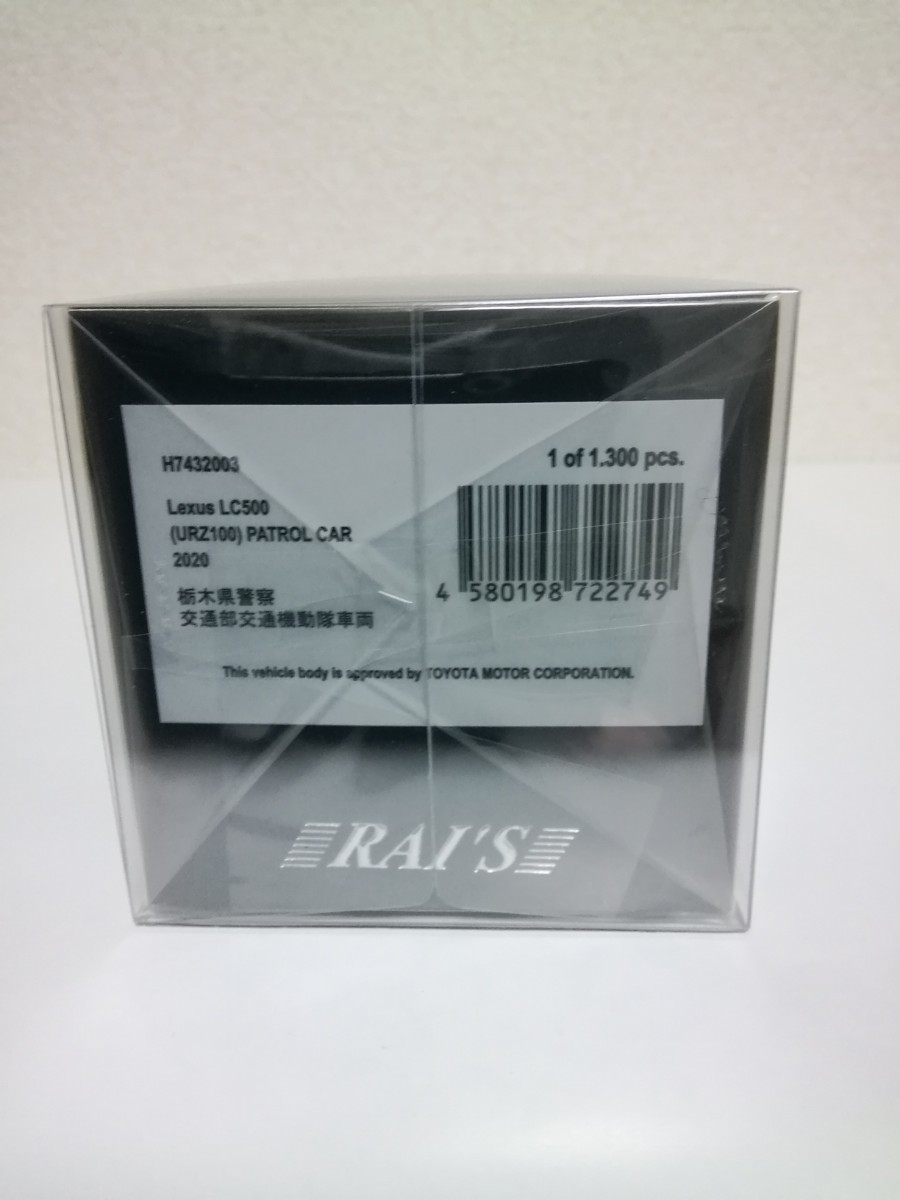 H7432003
1 of 1.300 pcs.
Lexus LC500
(URZ100) PATROL CAR
2020
4 580198 722749
栃木県警察
交通部交通機動隊車両
This vehicle body is approved by TOYOTA MOTOR CORPORATION.
RAI'S